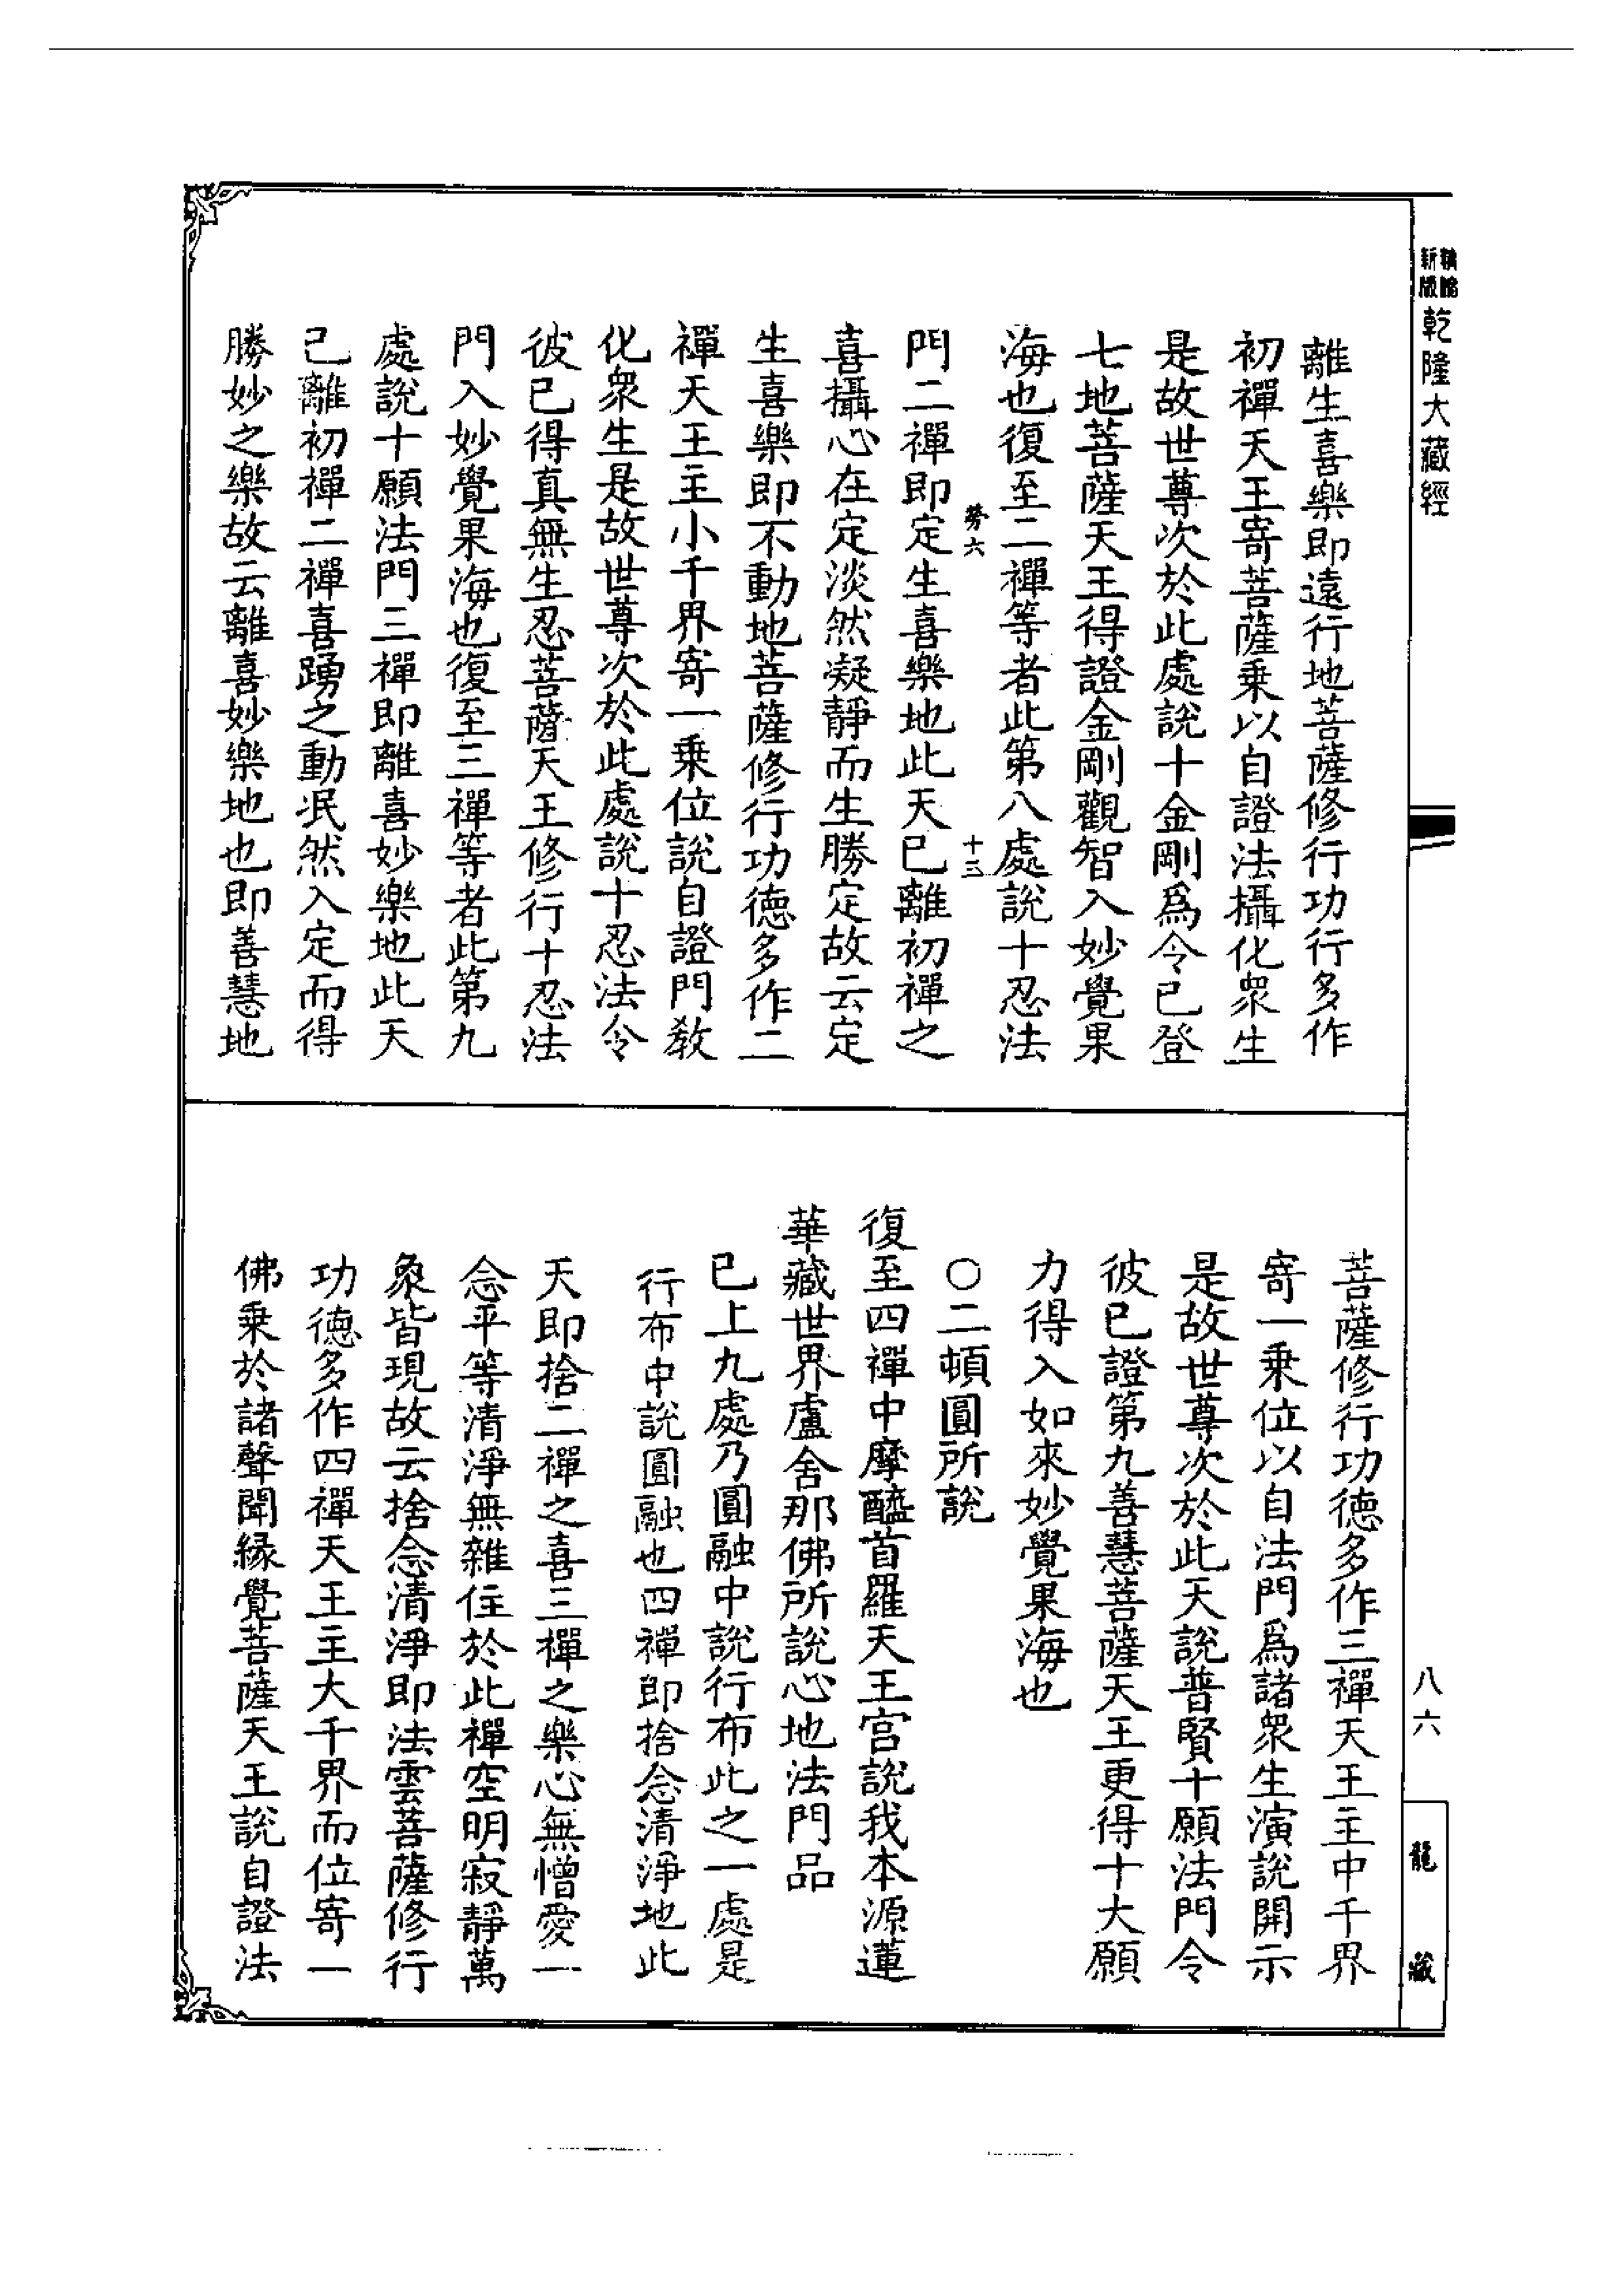 新版
乾隆大藏經
離生喜樂即遠行地菩薩修行功行多作
初禪天王寄菩薩乗以自證法攝化衆生
是故世尊次於此處說十金剛爲令已登
七地菩薩天王得證金剛觀智入妙覺果
海也復至二禪等者此第八處說十忍法
勞六 十三
門二禪即定生喜樂地此天已離初禪之
喜攝心在定淡然凝靜而生勝定故云定
生喜樂即不動地菩薩修行功德多作二
禪天王主小千界寄一乗位說自證門教
化衆生是故世尊次於此處說十忍法令
彼已得真無生忍菩薩天王修行十忍法
門入妙覺果海也復至三禪等者此第九
處說十願法門三禪即離喜妙樂地此天
已離初禪二禪喜踴之動泯然入定而得
勝妙之樂故云離喜妙樂地也即善慧地
菩薩修行功德多作三禪天王主中千界
寄一乗位以自法門爲諸衆生演說開示
是故世尊次於此天說普賢十願法門令
彼已證第九善慧菩薩天王更得十大願
力得入如來妙覺果海也
○二頓圓所說
復至四禪中摩醯首羅天王宮說我本源蓮
華藏世界盧舍那佛所說心地法門品
已上九處乃圓融中說行布此之一處是
行布中說圓融也四禪即捨念清淨地此
天即捨二禪之喜三禪之樂心無憎愛一
念平等清淨無雜住於此禪空明寂靜萬
象皆現故云捨念清淨即法雲菩薩修行
功德多作四禪天王主大千界而位寄一
佛乗於諸聲聞緣覺菩薩天王說自證法
八六
龍藏